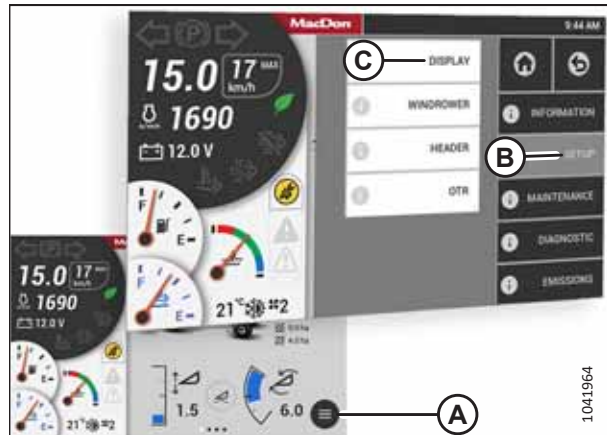 MacDon
9:44 AM
15.0 17 MAX
km/h
1690
12.0 V
F
E
F
E
21°C 2
DISPLAY
WINDROWER
HEADER
OTR
INFORMATION
SETUP
MAINTENANCE
DIAGNOSTIC
EMISSIONS
C
B
MacDon
15.0 17
1690
12.0 V
F
E
F
E
21°C 2
1.5
6.0
A
1041964